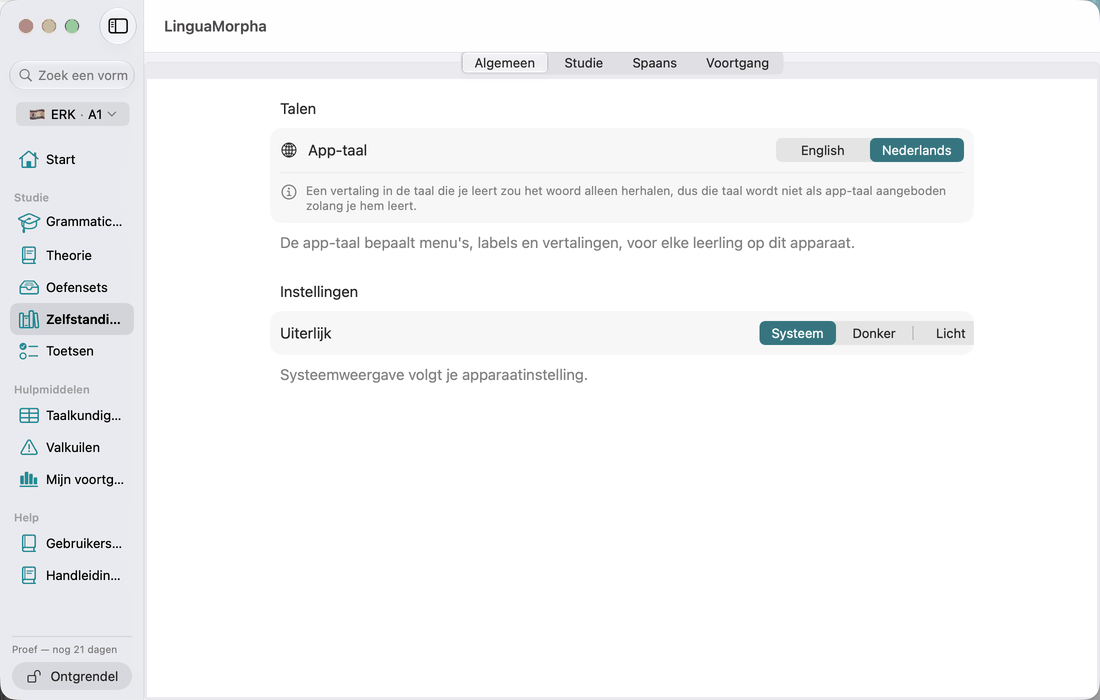 LinguaMorpha
Zoek een vorm
ERK · A1
Start
Studie
Grammatic...
Theorie
Oefensets
Zelfstandi...
Toetsen
Hulpmiddelen
Taalkundig...
Valkuilen
Mijn voortg...
Help
Gebruikers...
Handleidin...
Proef — nog 21 dagen
Ontgrendel
Algemeen Studie Spaans Voortgang
Talen
App-taal English Nederlands
Een vertaling in de taal die je leert zou het woord alleen herhalen, dus die taal wordt niet als app-taal aangeboden
zolang je hem leert.
De app-taal bepaalt menu's, labels en vertalingen, voor elke leerling op dit apparaat.
Instellingen
Uiterlijk Systeem Donker Licht
Systeemweergave volgt je apparaatinstelling.